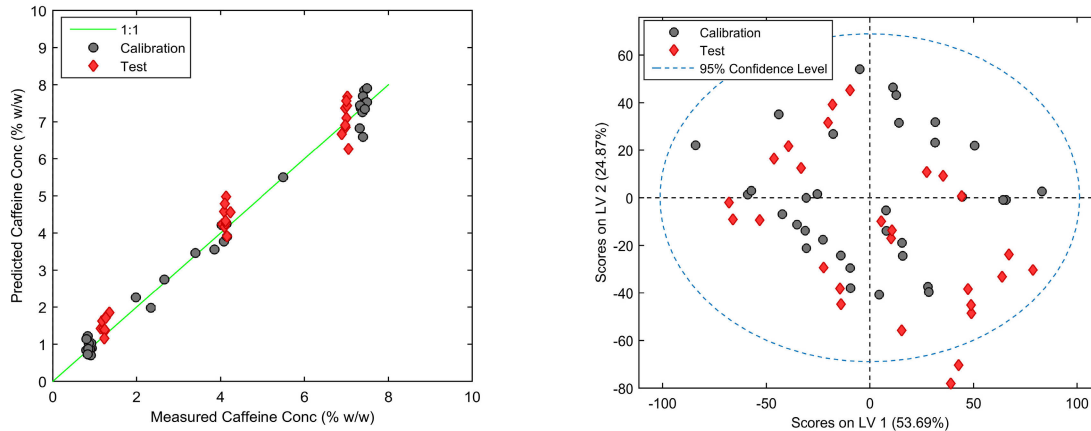 10
9
8
7
6
5
4
3
2
1
0
Predicted Caffeine Conc (% w/w)
1:1
Calibration
Test
0 2 4 6 8 10
Measured Caffeine Conc (% w/w)
60
40
20
0
-20
-40
-60
-80
Scores on LV 2 (24.87%)
Calibration
Test
95% Confidence Level
-100 -50 0 50 100
Scores on LV 1 (53.69%)